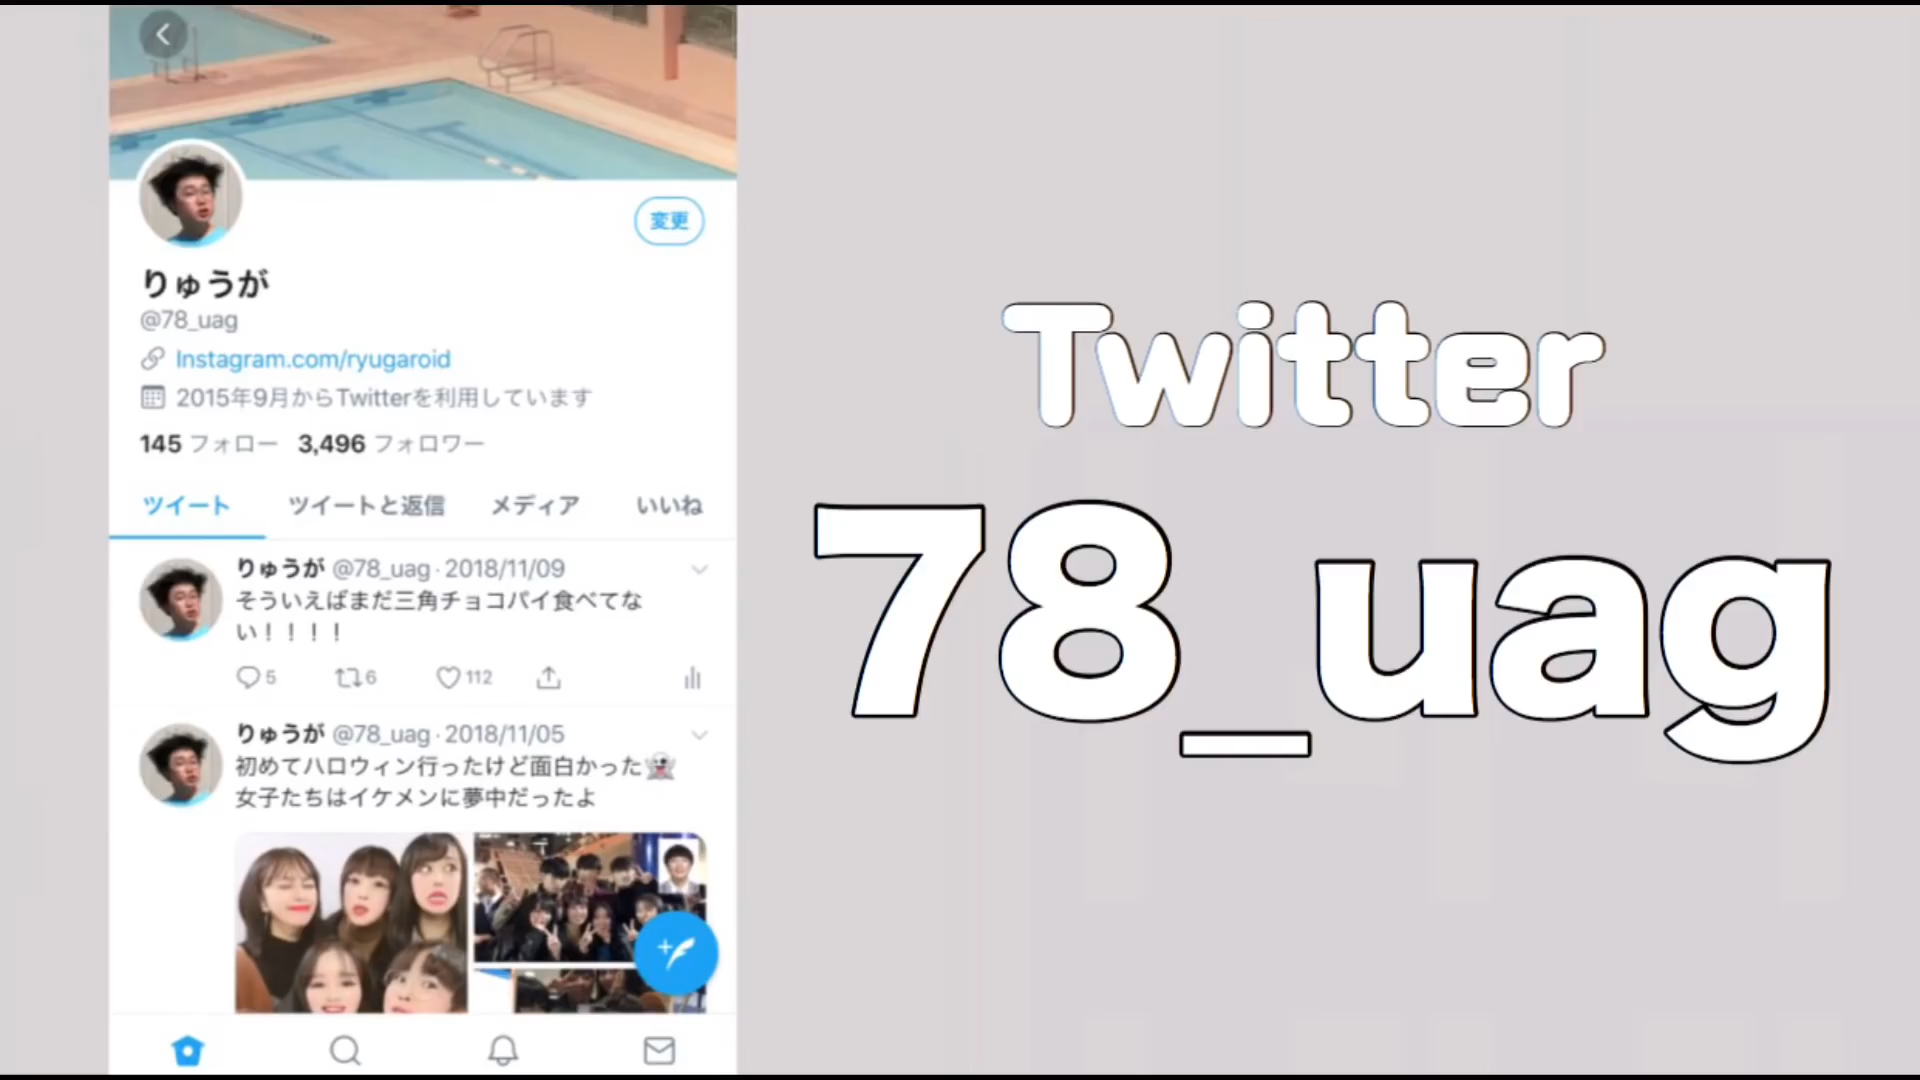 変更
りゅうが
@78_uag
Instagram.com/ryugaroid
2015年9月からTwitterを利用しています
145 フォロー 3,496 フォロワー
ツイート ツイートと返信 メディア いいね
りゅうが @78_uag · 2018/11/09
そういえばまだ三角チョコパイ食べてな
い！！！！
5 6 112
りゅうが @78_uag · 2018/11/05
初めてハロウィン行ったけど面白かった👻
女子たちはイケメンに夢中だったよ
Twitter
78_uag